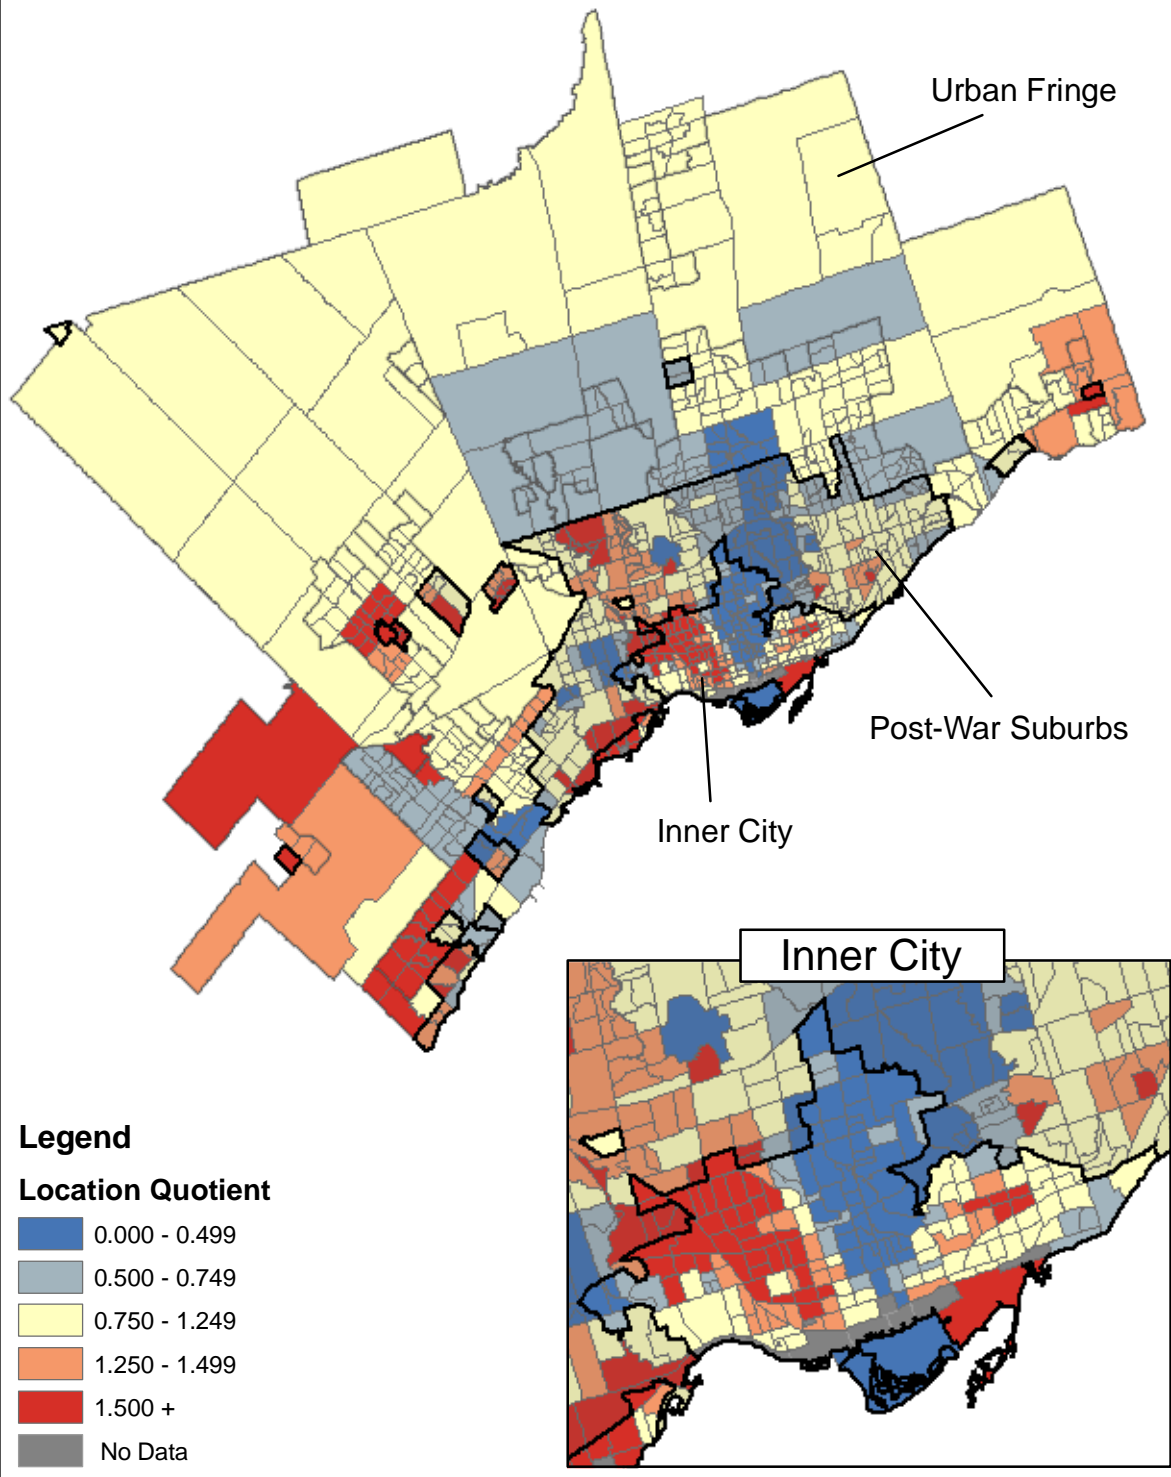 Urban Fringe
Post-War Suburbs
Inner City
Inner City
Legend
Location Quotient
0.000 - 0.499
0.500 - 0.749
0.750 - 1.249
1.250 - 1.499
1.500 +
No Data